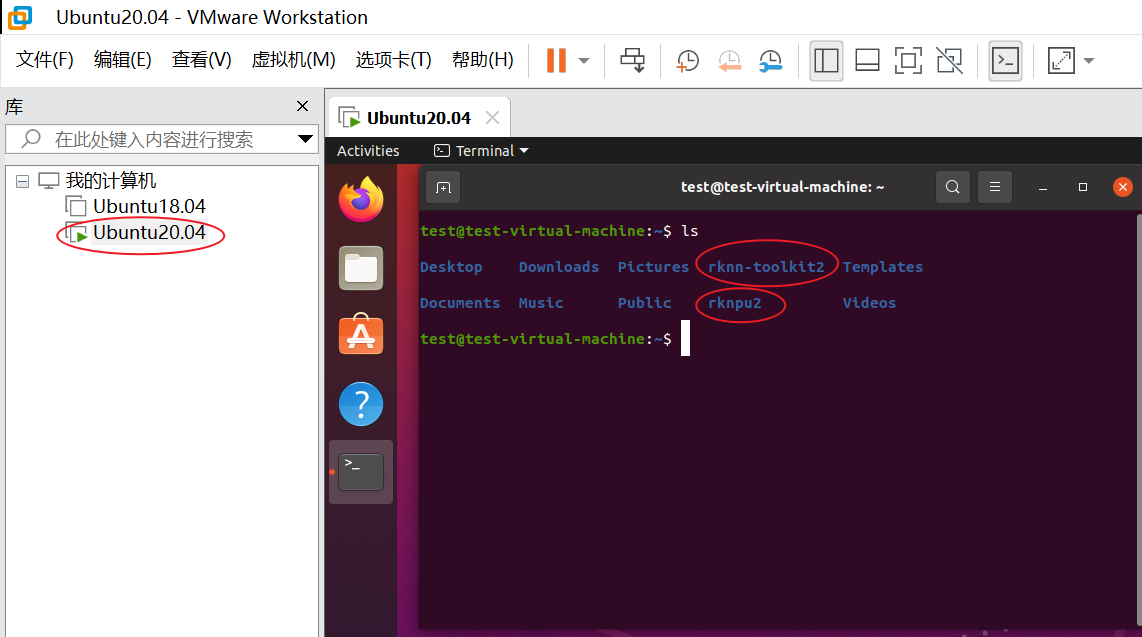 Ubuntu20.04 - VMware Workstation
文件(F) 编辑(E) 查看(V) 虚拟机(M) 选项卡(T) 帮助(H)
库
在此处键入内容进行搜索
我的计算机
Ubuntu18.04
Ubuntu20.04
Ubuntu20.04
Activities Terminal
test@test-virtual-machine: ~
test@test-virtual-machine:~$ ls
Desktop Downloads Pictures rknn-toolkit2 Templates
Documents Music Public rknpu2 Videos
test@test-virtual-machine:~$